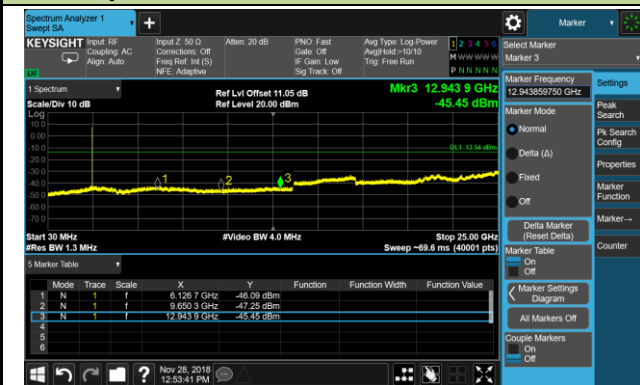 Spectrum Analyzer 1
Swept SA
+
Marker
KEYSIGHT
Input: RF
Coupling: AC
Align: Auto
Input Z: 50 Ω
Corrections: Off
Freq Ref: Int (S)
NFE: Adaptive
Atten: 20 dB
PNO: Fast
Gate: Off
IF Gain: Low
Sig Track: Off
Avg Type: Log-Power
Avg|Hold:>10/10
Trig: Free Run
1 2 3 4 5 6
M W W W W W
P N N N N N
Select Marker
Marker 3
1 Spectrum
Scale/Div 10 dB
Ref Lvl Offset 11.05 dB
Ref Level 20.00 dBm
Mkr3 12.943 9 GHz
-45.45 dBm
Log
10.0
0.00
-10.0
-20.0
-30.0
-40.0
-50.0
-60.0
-70.0
DL1 -13.54 dBm
1
2
3
Start 30 MHz
#Res BW 1.3 MHz
#Video BW 4.0 MHz
Stop 25.00 GHz
Sweep ~69.6 ms (40001 pts)
5 Marker Table
Mode Trace Scale X Y Function Function Width Function Value
1 N 1 f 6.126 7 GHz -46.09 dBm
2 N 1 f 9.650 3 GHz -47.25 dBm
3 N 1 f 12.943 9 GHz -45.45 dBm
4
5
6
Marker Frequency
12.943859750 GHz
Marker Mode
Normal
Delta (Δ)
Fixed
Off
Delta Marker
(Reset Delta)
Marker Table
On
Off
Marker Settings
Diagram
All Markers Off
Couple Markers
On
Off
Settings
Peak
Search
Pk Search
Config
Properties
Marker
Function
Marker→
Counter
?
Nov 28, 2018
12:53:41 PM